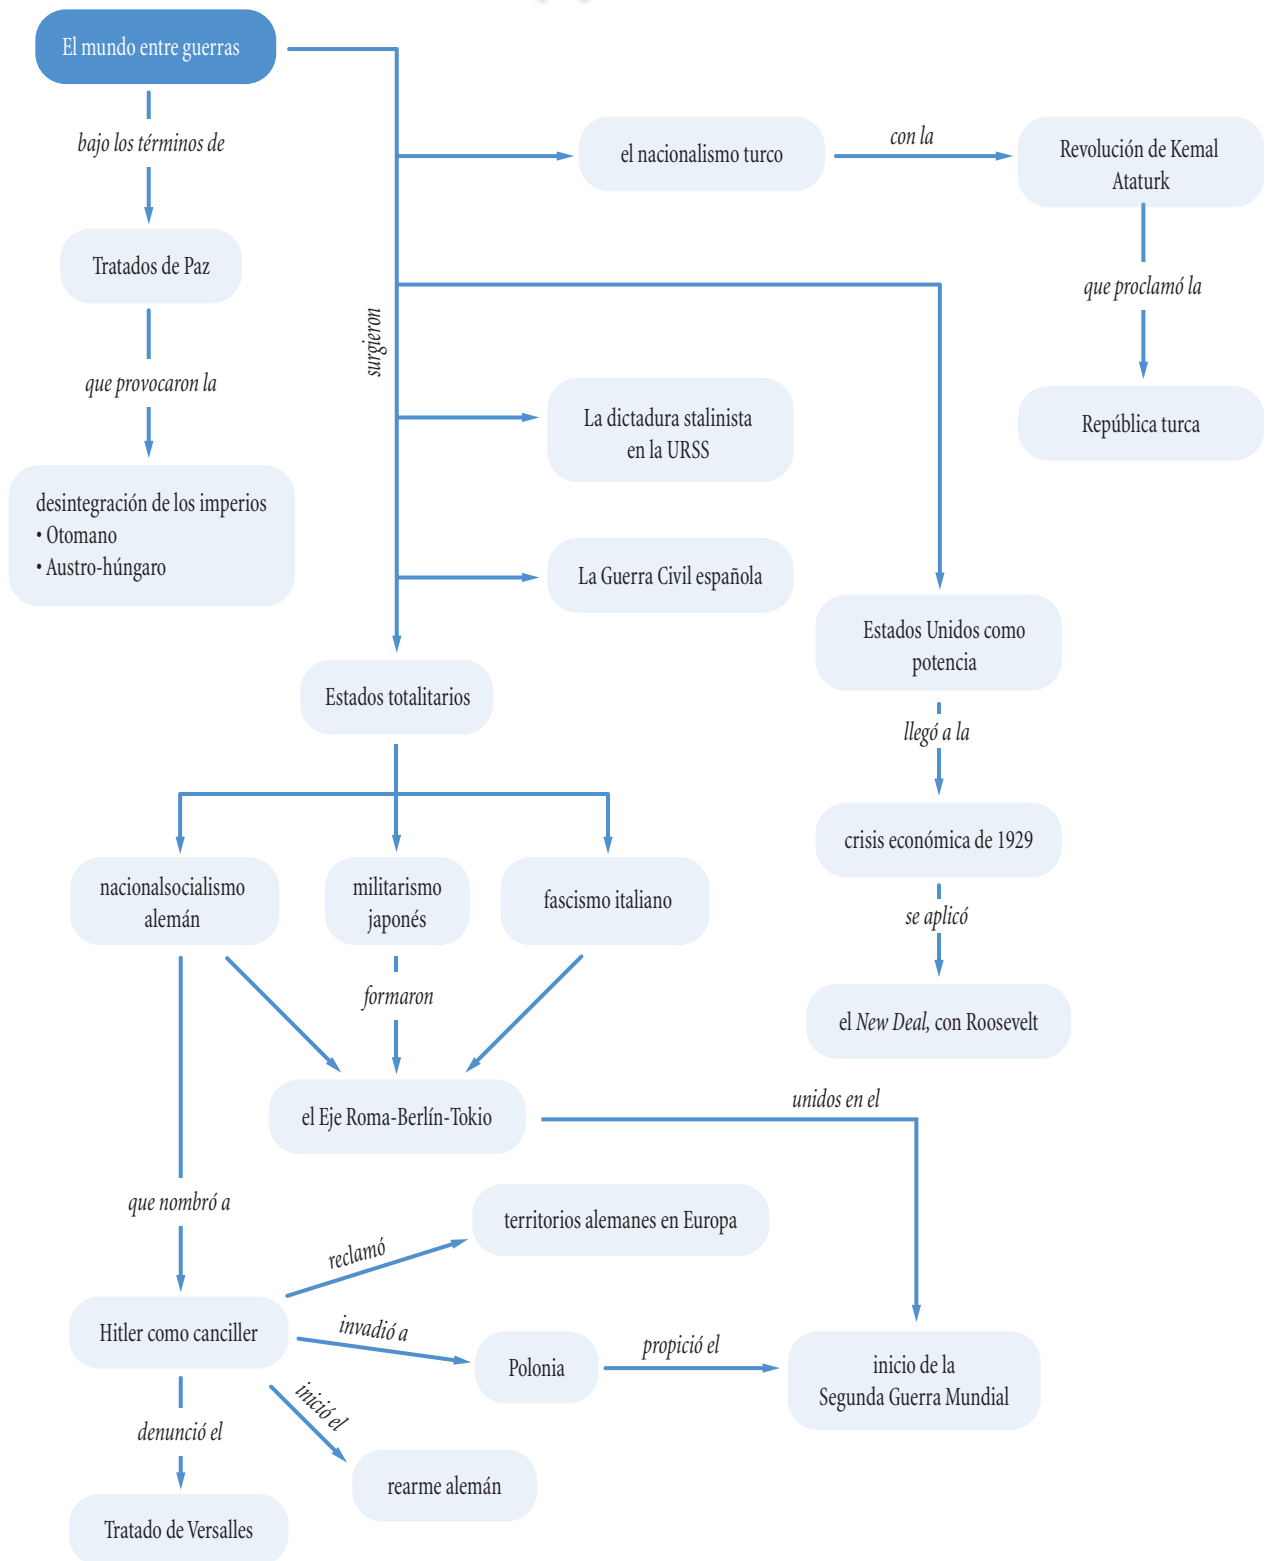 El mundo entre guerras
bajo los términos de
Tratados de Paz
que provocaron la
desintegración de los imperios
• Otomano
• Austro-húngaro
surgieron
el nacionalismo turco
con la
Revolución de Kemal
Ataturk
que proclamó la
República turca
La dictadura stalinista
en la URSS
La Guerra Civil española
Estados Unidos como
potencia
llegó a la
crisis económica de 1929
se aplicó
el New Deal, con Roosevelt
Estados totalitarios
nacionalsocialismo
alemán
militarismo
japonés
fascismo italiano
formaron
el Eje Roma-Berlín-Tokio
unidos en el
que nombró a
Hitler como canciller
reclamó
territorios alemanes en Europa
invadió a
Polonia
propició el
inicio de la
Segunda Guerra Mundial
inició el
rearme alemán
denunció el
Tratado de Versalles